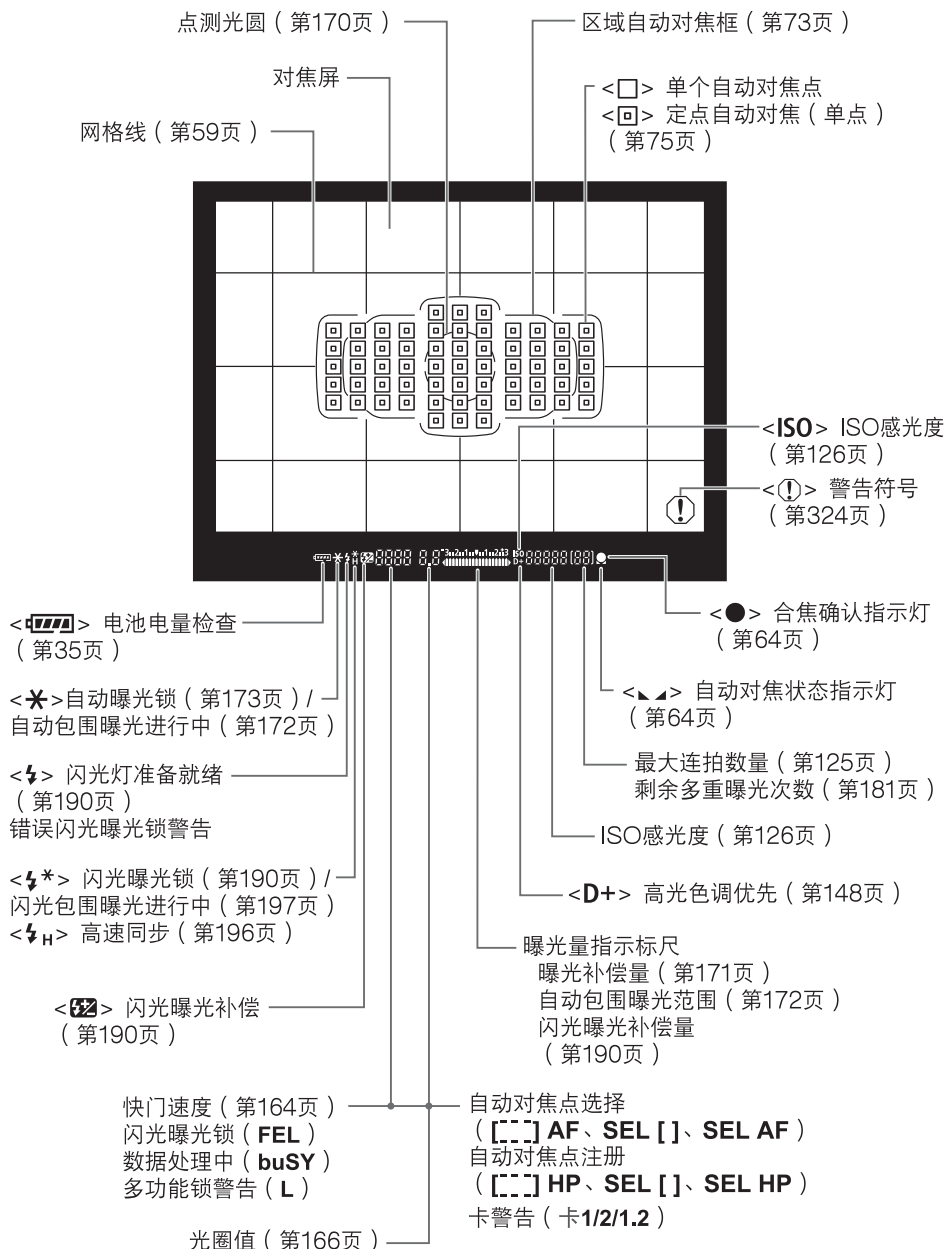 点测光圆（第170页）
区域自动对焦框（第73页）
对焦屏
<□> 单个自动对焦点
<回> 定点自动对焦（单点）
（第75页）
网格线（第59页）
<ISO> ISO感光度
（第126页）
<!> 警告符号
（第324页）
3 2 1 1 2 3
ISO
D+
<●> 合焦确认指示灯
（第64页）
<◣◢> 自动对焦状态指示灯
（第64页）
最大连拍数量（第125页）
剩余多重曝光次数（第181页）
ISO感光度（第126页）
<D+> 高光色调优先（第148页）
曝光量指示标尺
曝光补偿量（第171页）
自动包围曝光范围（第172页）
闪光曝光补偿量
（第190页）
< > 电池电量检查
（第35页）
<✱>自动曝光锁（第173页）/
自动包围曝光进行中（第172页）
<⚡> 闪光灯准备就绪
（第190页）
错误闪光曝光锁警告
<⚡*> 闪光曝光锁（第190页）/
闪光包围曝光进行中（第197页）
<⚡H> 高速同步（第196页）
< > 闪光曝光补偿
（第190页）
快门速度（第164页）
闪光曝光锁（FEL）
数据处理中（buSY）
多功能锁警告（L）
光圈值（第166页）
自动对焦点选择
（[---] AF、SEL [ ]、SEL AF）
自动对焦点注册
（[---] HP、SEL [ ]、SEL HP）
卡警告（卡1/2/1.2）